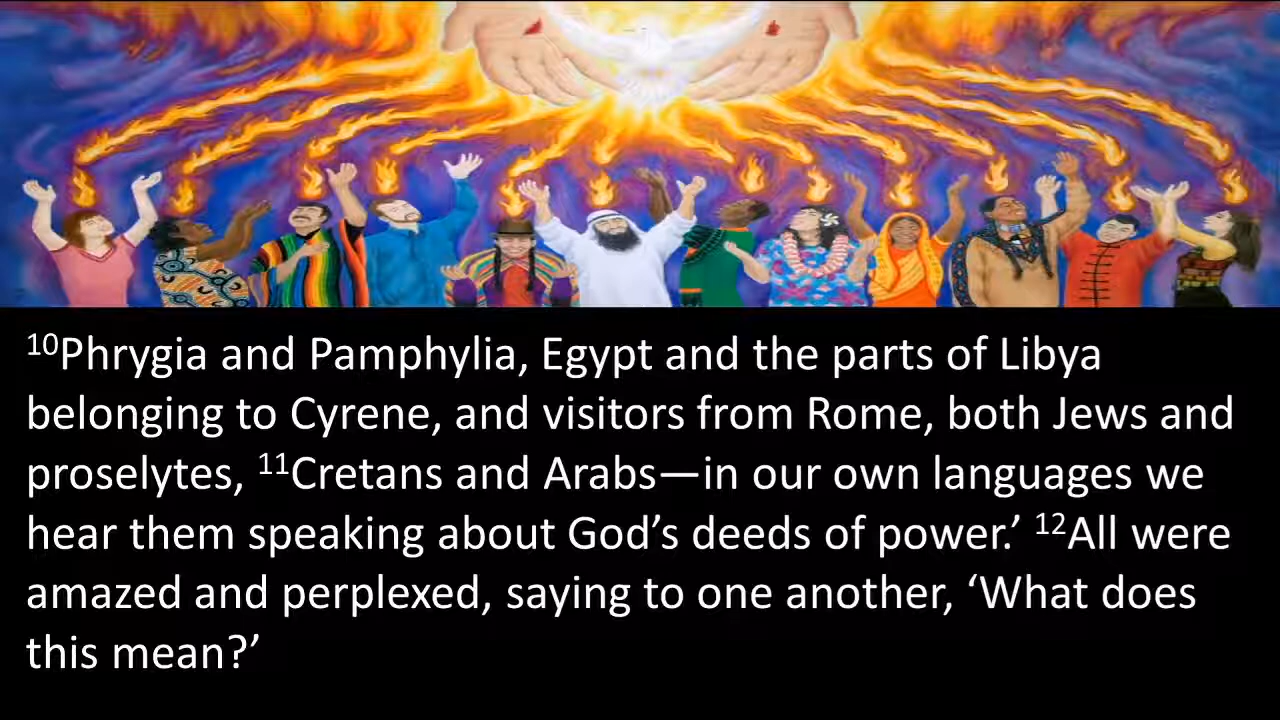 ¹⁰Phrygia and Pamphylia, Egypt and the parts of Libya
belonging to Cyrene, and visitors from Rome, both Jews and
proselytes, ¹¹Cretans and Arabs—in our own languages we
hear them speaking about God’s deeds of power.’ ¹²All were
amazed and perplexed, saying to one another, ‘What does
this mean?’